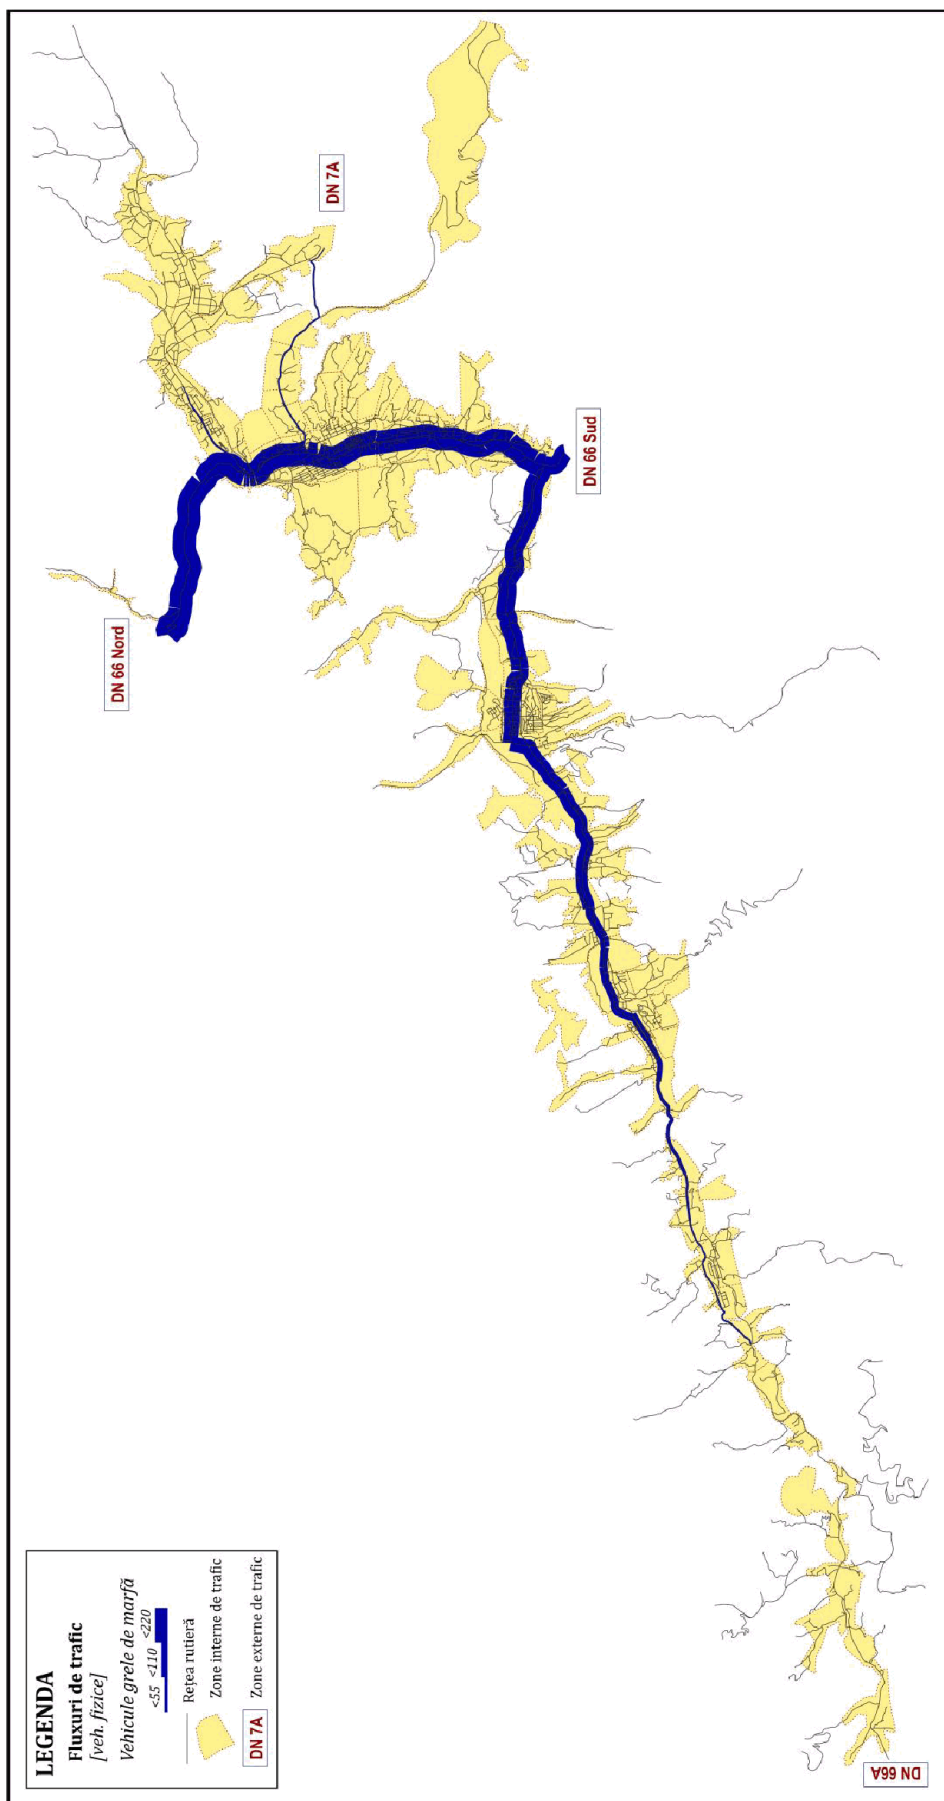 DN 7A
DN 66 Sud
DN 66 Nord
DN 66A
LEGENDA
Fluxuri de trafic
[veh. fizice]
Vehicule grele de marfă
<55 <110 <220
Rețea rutieră
Zone interne de trafic
DN 7A Zone externe de trafic